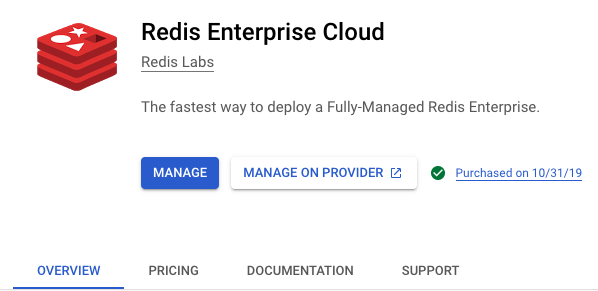 Redis Enterprise Cloud
Redis Labs
The fastest way to deploy a Fully-Managed Redis Enterprise.
MANAGE MANAGE ON PROVIDER Purchased on 10/31/19
OVERVIEW PRICING DOCUMENTATION SUPPORT